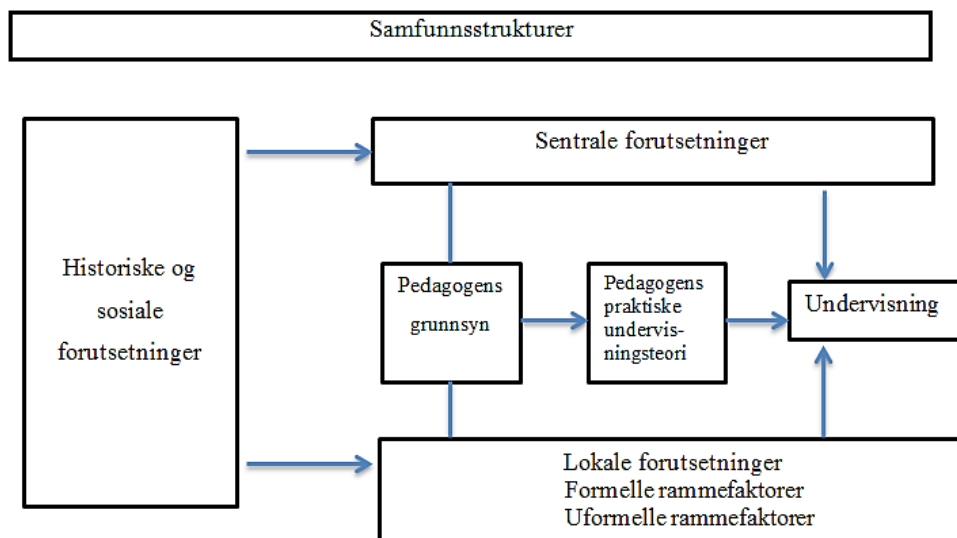 Samfunnsstrukturer
Sentrale forutsetninger
Historiske og
sosiale
forutsetninger
Pedagogens
grunnsyn
Pedagogens
praktiske
undervis-
ningsteori
Undervisning
Lokale forutsetninger
Formelle rammefaktorer
Uformelle rammefaktorer